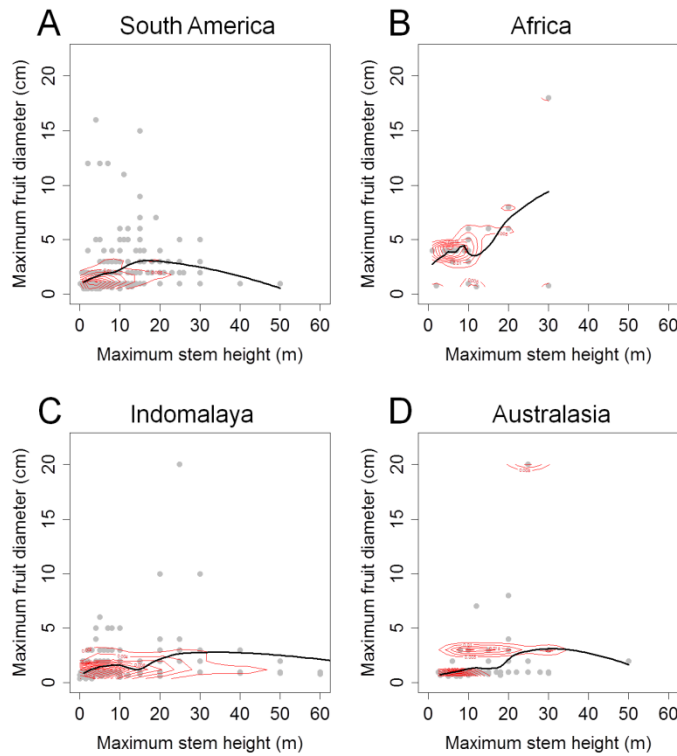 A
South America
Maximum fruit diameter (cm)
20
15
10
5
0
0 10 20 30 40 50 60
Maximum stem height (m)
B
Africa
Maximum fruit diameter (cm)
20
15
10
5
0
0 10 20 30 40 50 60
Maximum stem height (m)
C
Indomalaya
Maximum fruit diameter (cm)
20
15
10
5
0
0 10 20 30 40 50 60
Maximum stem height (m)
D
Australasia
Maximum fruit diameter (cm)
20
15
10
5
0
0 10 20 30 40 50 60
Maximum stem height (m)